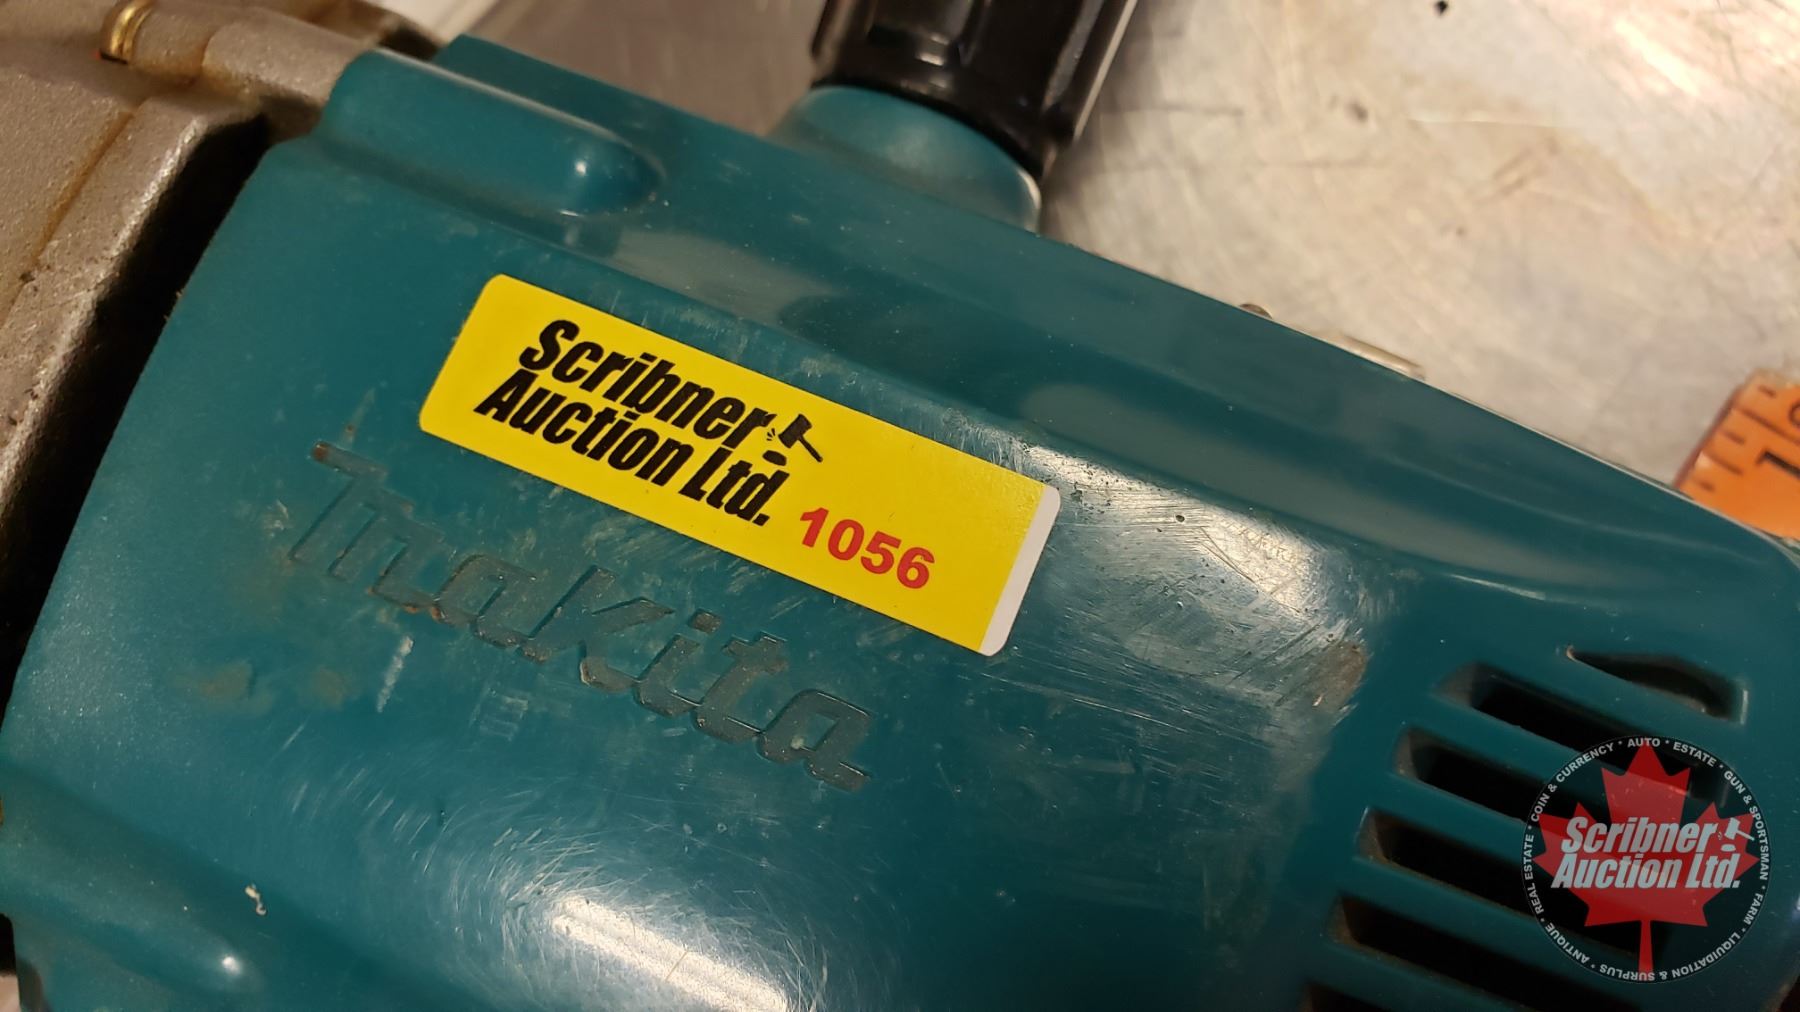 Scribner
Auction Ltd.
1056
makita
1
COIN & CURRENCY * AUTO * ESTATE * GUN & SPORTSMAN * FARM * LIQUIDATION & SURPLUS * ANTIQUE * REAL ESTATE *
Scribner
Auction Ltd.